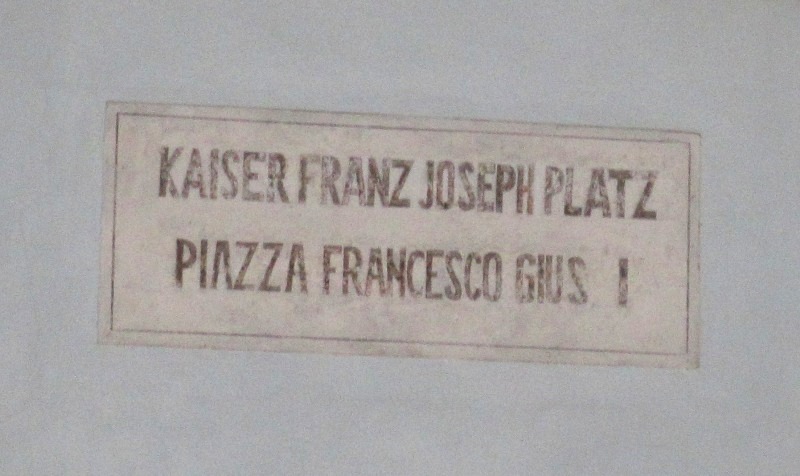 KAISER FRANZ JOSEPH PLATZ
PIAZZA FRANCESCO GIUS I